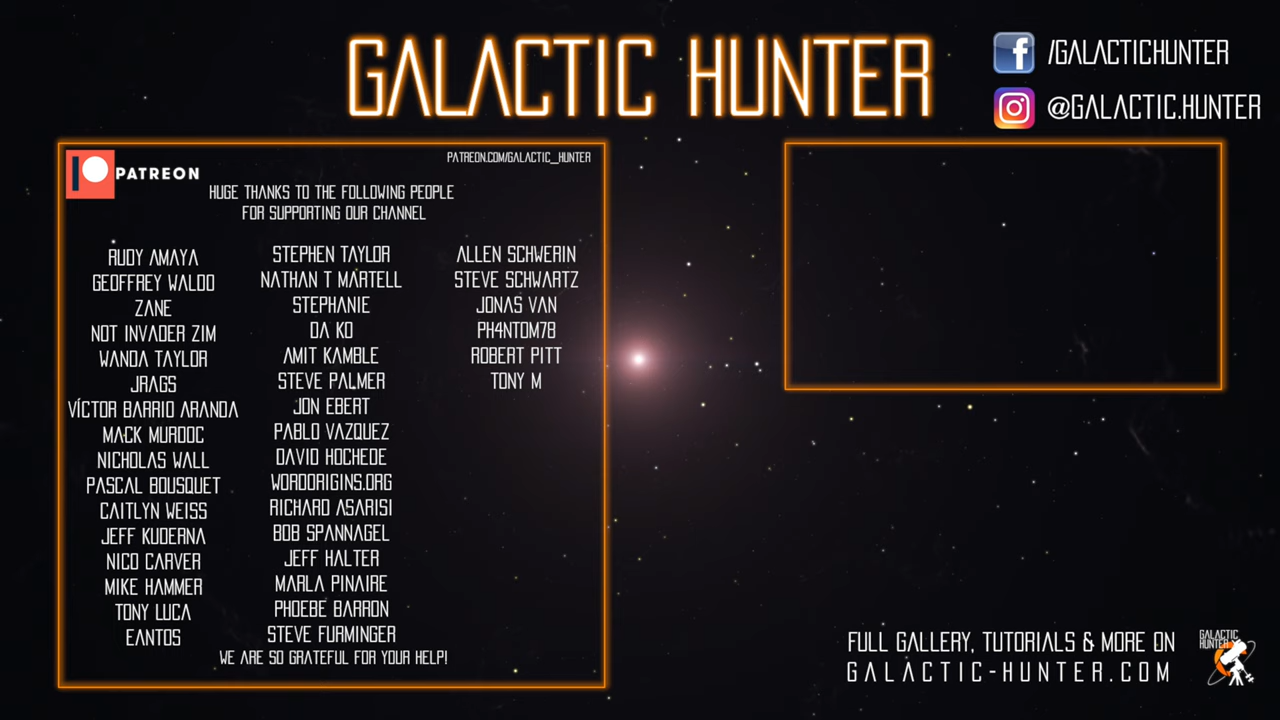 GALACTIC HUNTER
/GALACTICHUNTER
@GALACTIC.HUNTER
PATREON
PATREON.COM/GALACTIC_HUNTER
HUGE THANKS TO THE FOLLOWING PEOPLE
FOR SUPPORTING OUR CHANNEL
RUDY AMAYA
GEOFFREY WALDO
ZANE
NOT INVADER ZIM
WANDA TAYLOR
JRAGS
VÍCTOR BARRIO ARANDA
MACK MURDOC
NICHOLAS WALL
PASCAL BOUSQUET
CAITLYN WEISS
JEFF KUDERNA
NICO CARVER
MIKE HAMMER
TONY LUCA
EANTOS
STEPHEN TAYLOR
NATHAN T MARTELL
STEPHANIE
DA KO
AMIT KAMBLE
STEVE PALMER
JON EBERT
PABLO VAZQUEZ
DAVID HOCHEDE
WORDORIGINS.ORG
RICHARD ASARISI
BOB SPANNAGEL
JEFF HALTER
MARLA PINAIRE
PHOEBE BARRON
STEVE FURMINGER
ALLEN SCHWERIN
STEVE SCHWARTZ
JONAS VAN
PH4NTOM78
ROBERT PITT
TONY M
WE ARE SO GRATEFUL FOR YOUR HELP!
FULL GALLERY, TUTORIALS & MORE ON
GALACTIC-HUNTER.COM
GALACTIC
HUNTER